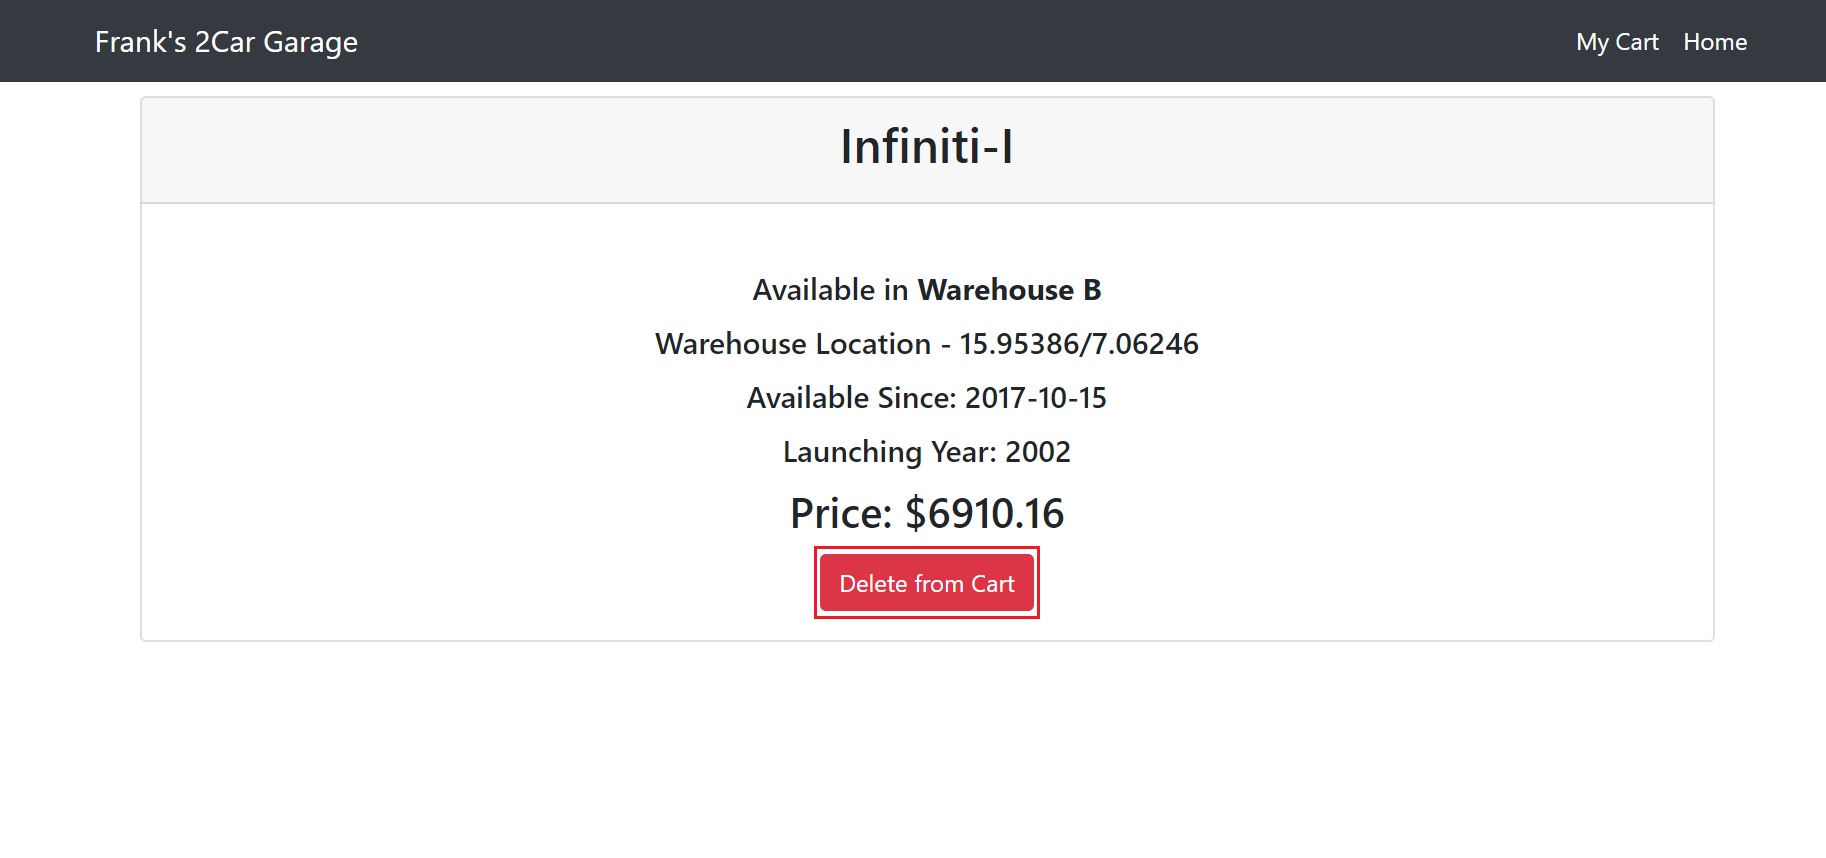 Frank's 2Car Garage
My Cart Home
Infiniti-I
Available in Warehouse B
Warehouse Location - 15.95386/7.06246
Available Since: 2017-10-15
Launching Year: 2002
Price: $6910.16
Delete from Cart